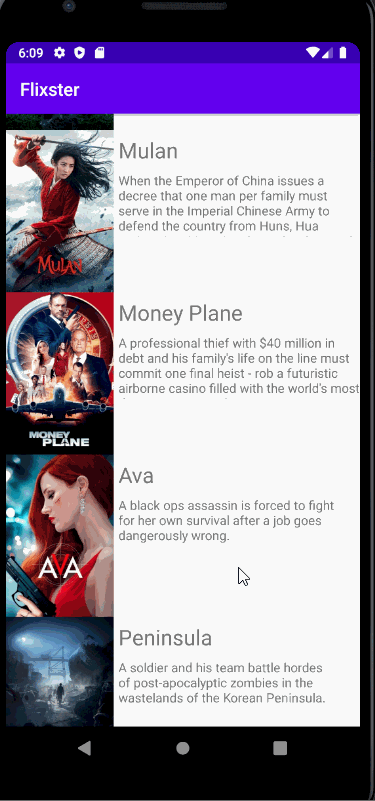 6:09
Flixster
Mulan
When the Emperor of China issues a
decree that one man per family must
serve in the Imperial Chinese Army to
defend the country from Huns, Hua
MULAN
Money Plane
A professional thief with $40 million in
debt and his family's life on the line must
commit one final heist - rob a futuristic
airborne casino filled with the world's most
MONEY
PLANE
Ava
A black ops assassin is forced to fight
for her own survival after a job goes
dangerously wrong.
AVA
Peninsula
A soldier and his team battle hordes
of post-apocalyptic zombies in the
wastelands of the Korean Peninsula.